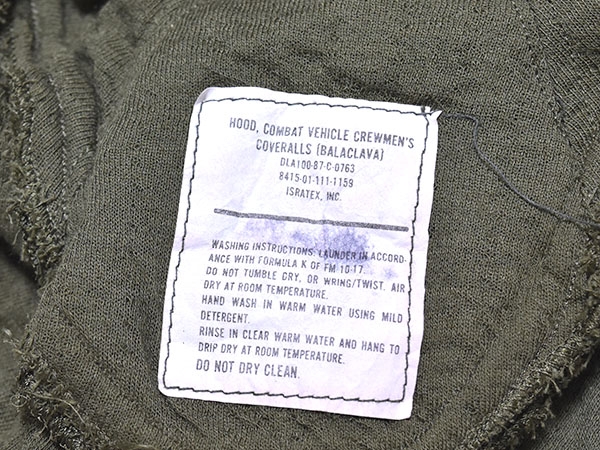 HOOD, COMBAT VEHICLE CREWMEN'S
COVERALLS (BALACLAVA)
DLA100-87-C-0763
8415-01-111-1159
ISRATEX, INC.
WASHING INSTRUCTIONS: LAUNDER IN ACCORD-
ANCE WITH FORMULA K OF FM 10-17.
DO NOT TUMBLE DRY, OR WRING/TWIST. AIR
DRY AT ROOM TEMPERATURE.
HAND WASH IN WARM WATER USING MILD
DETERGENT.
RINSE IN CLEAR WARM WATER AND HANG TO
DRIP DRY AT ROOM TEMPERATURE.
DO NOT DRY CLEAN.